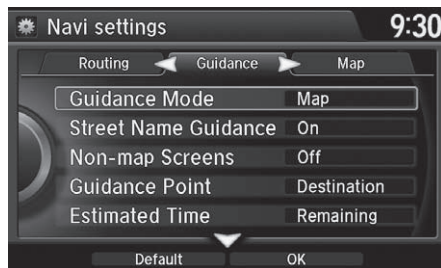 Navi settings 9:30
Routing Guidance Map
Guidance Mode Map
Street Name Guidance On
Non-map Screens Off
Guidance Point Destination
Estimated Time Remaining
Default OK